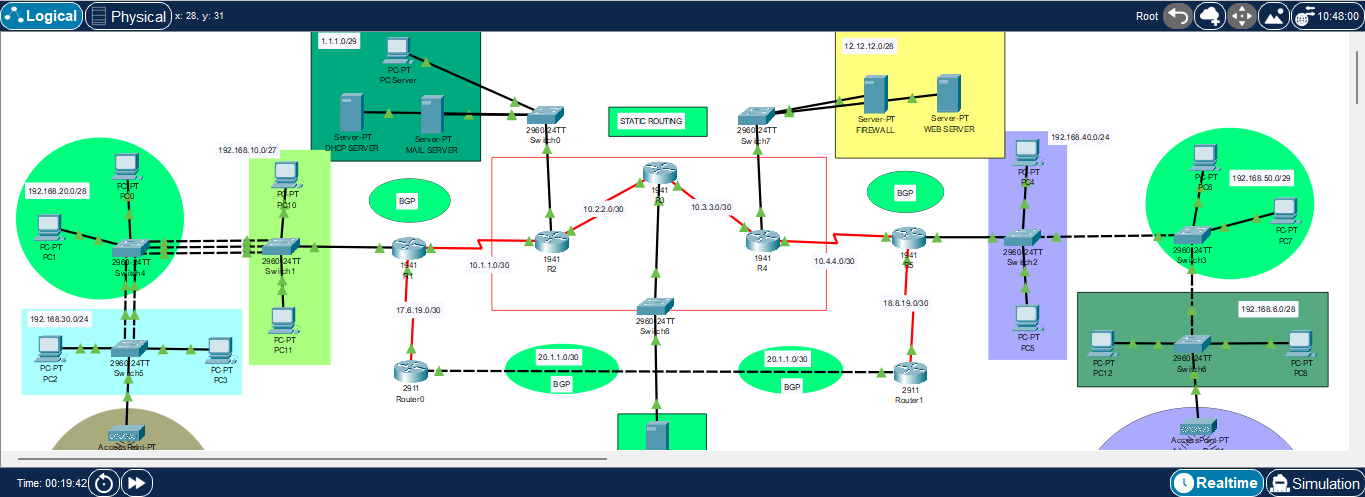 Logical
Physical
x: 28, y: 31
Root
10:48:00
1.1.1.0/29
PC-PT
PC Server
Server-PT
DHCP SERVER
Server-PT
MAIL SERVER
2960-24TT
Switch0
STATIC ROUTING
12.12.12.0/28
Server-PT
FIREWALL
Server-PT
WEB SERVER
2960-24TT
Switch7
192.168.20.0/28
PC-PT
PC0
PC-PT
PC1
2960-24TT
Switch4
192.168.10.0/27
PC-PT
PC10
2960-24TT
Switch1
PC-PT
PC11
BGP
1941
R1
10.1.1.0/30
1941
R2
10.2.2.0/30
1941
R3
10.3.3.0/30
1941
R4
10.4.4.0/30
BGP
1941
R5
192.168.40.0/24
PC-PT
PC4
2960-24TT
Switch2
PC-PT
PC5
192.168.50.0/29
PC-PT
PC6
PC-PT
PC7
2960-24TT
Switch3
2960-24TT
Switch8
192.168.30.0/24
PC-PT
PC2
2960-24TT
Switch5
PC-PT
PC3
17.6.19.0/30
2911
Router0
20.1.1.0/30
BGP
20.1.1.0/30
BGP
18.8.19.0/30
2911
Router1
192.168.6.0/28
PC-PT
PC12
2960-24TT
Switch6
PC-PT
PC8
AccessPoint-PT
AccessPoint-PT
Time: 00:19:42
Realtime
Simulation